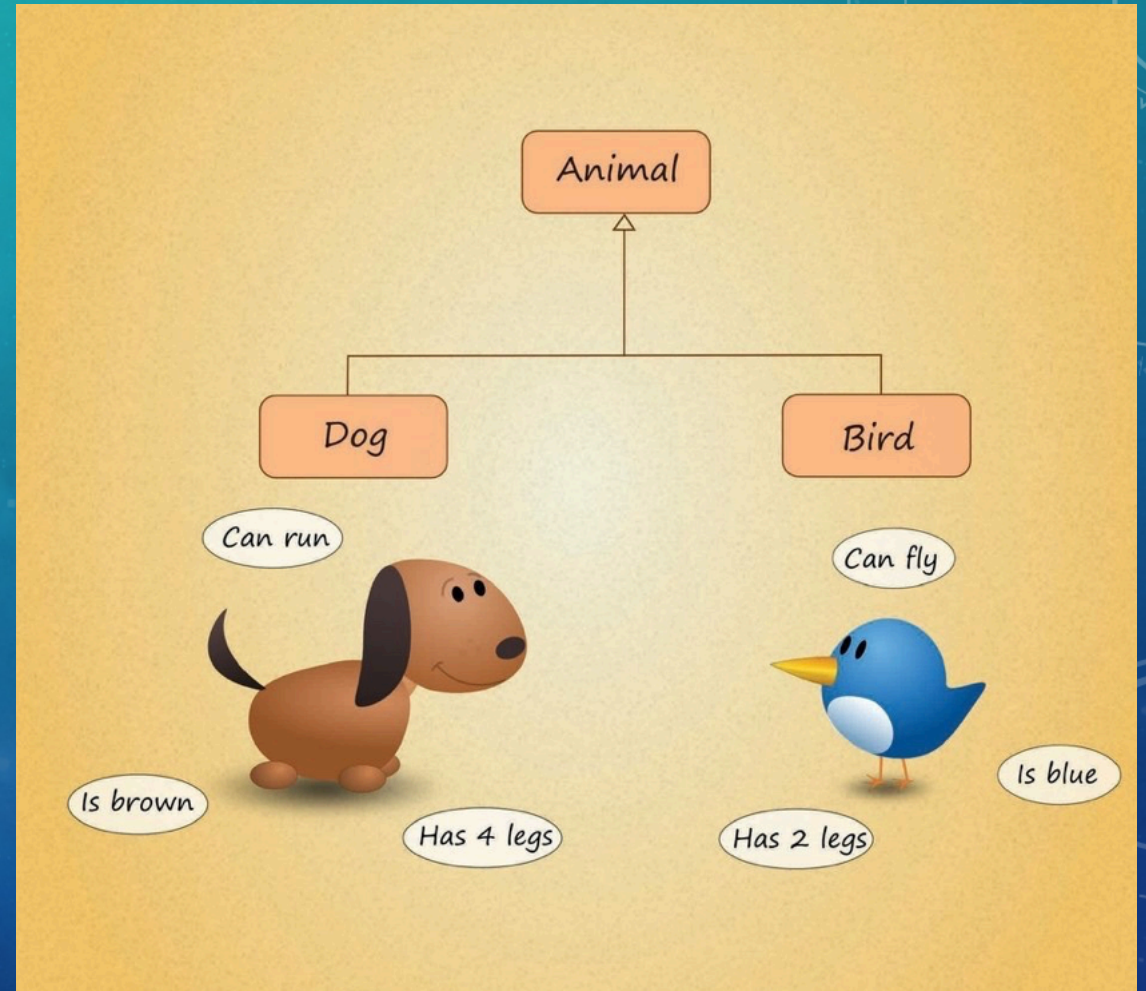 Animal
Dog
Bird
Can run
Can fly
Is brown
Has 4 legs
Has 2 legs
Is blue